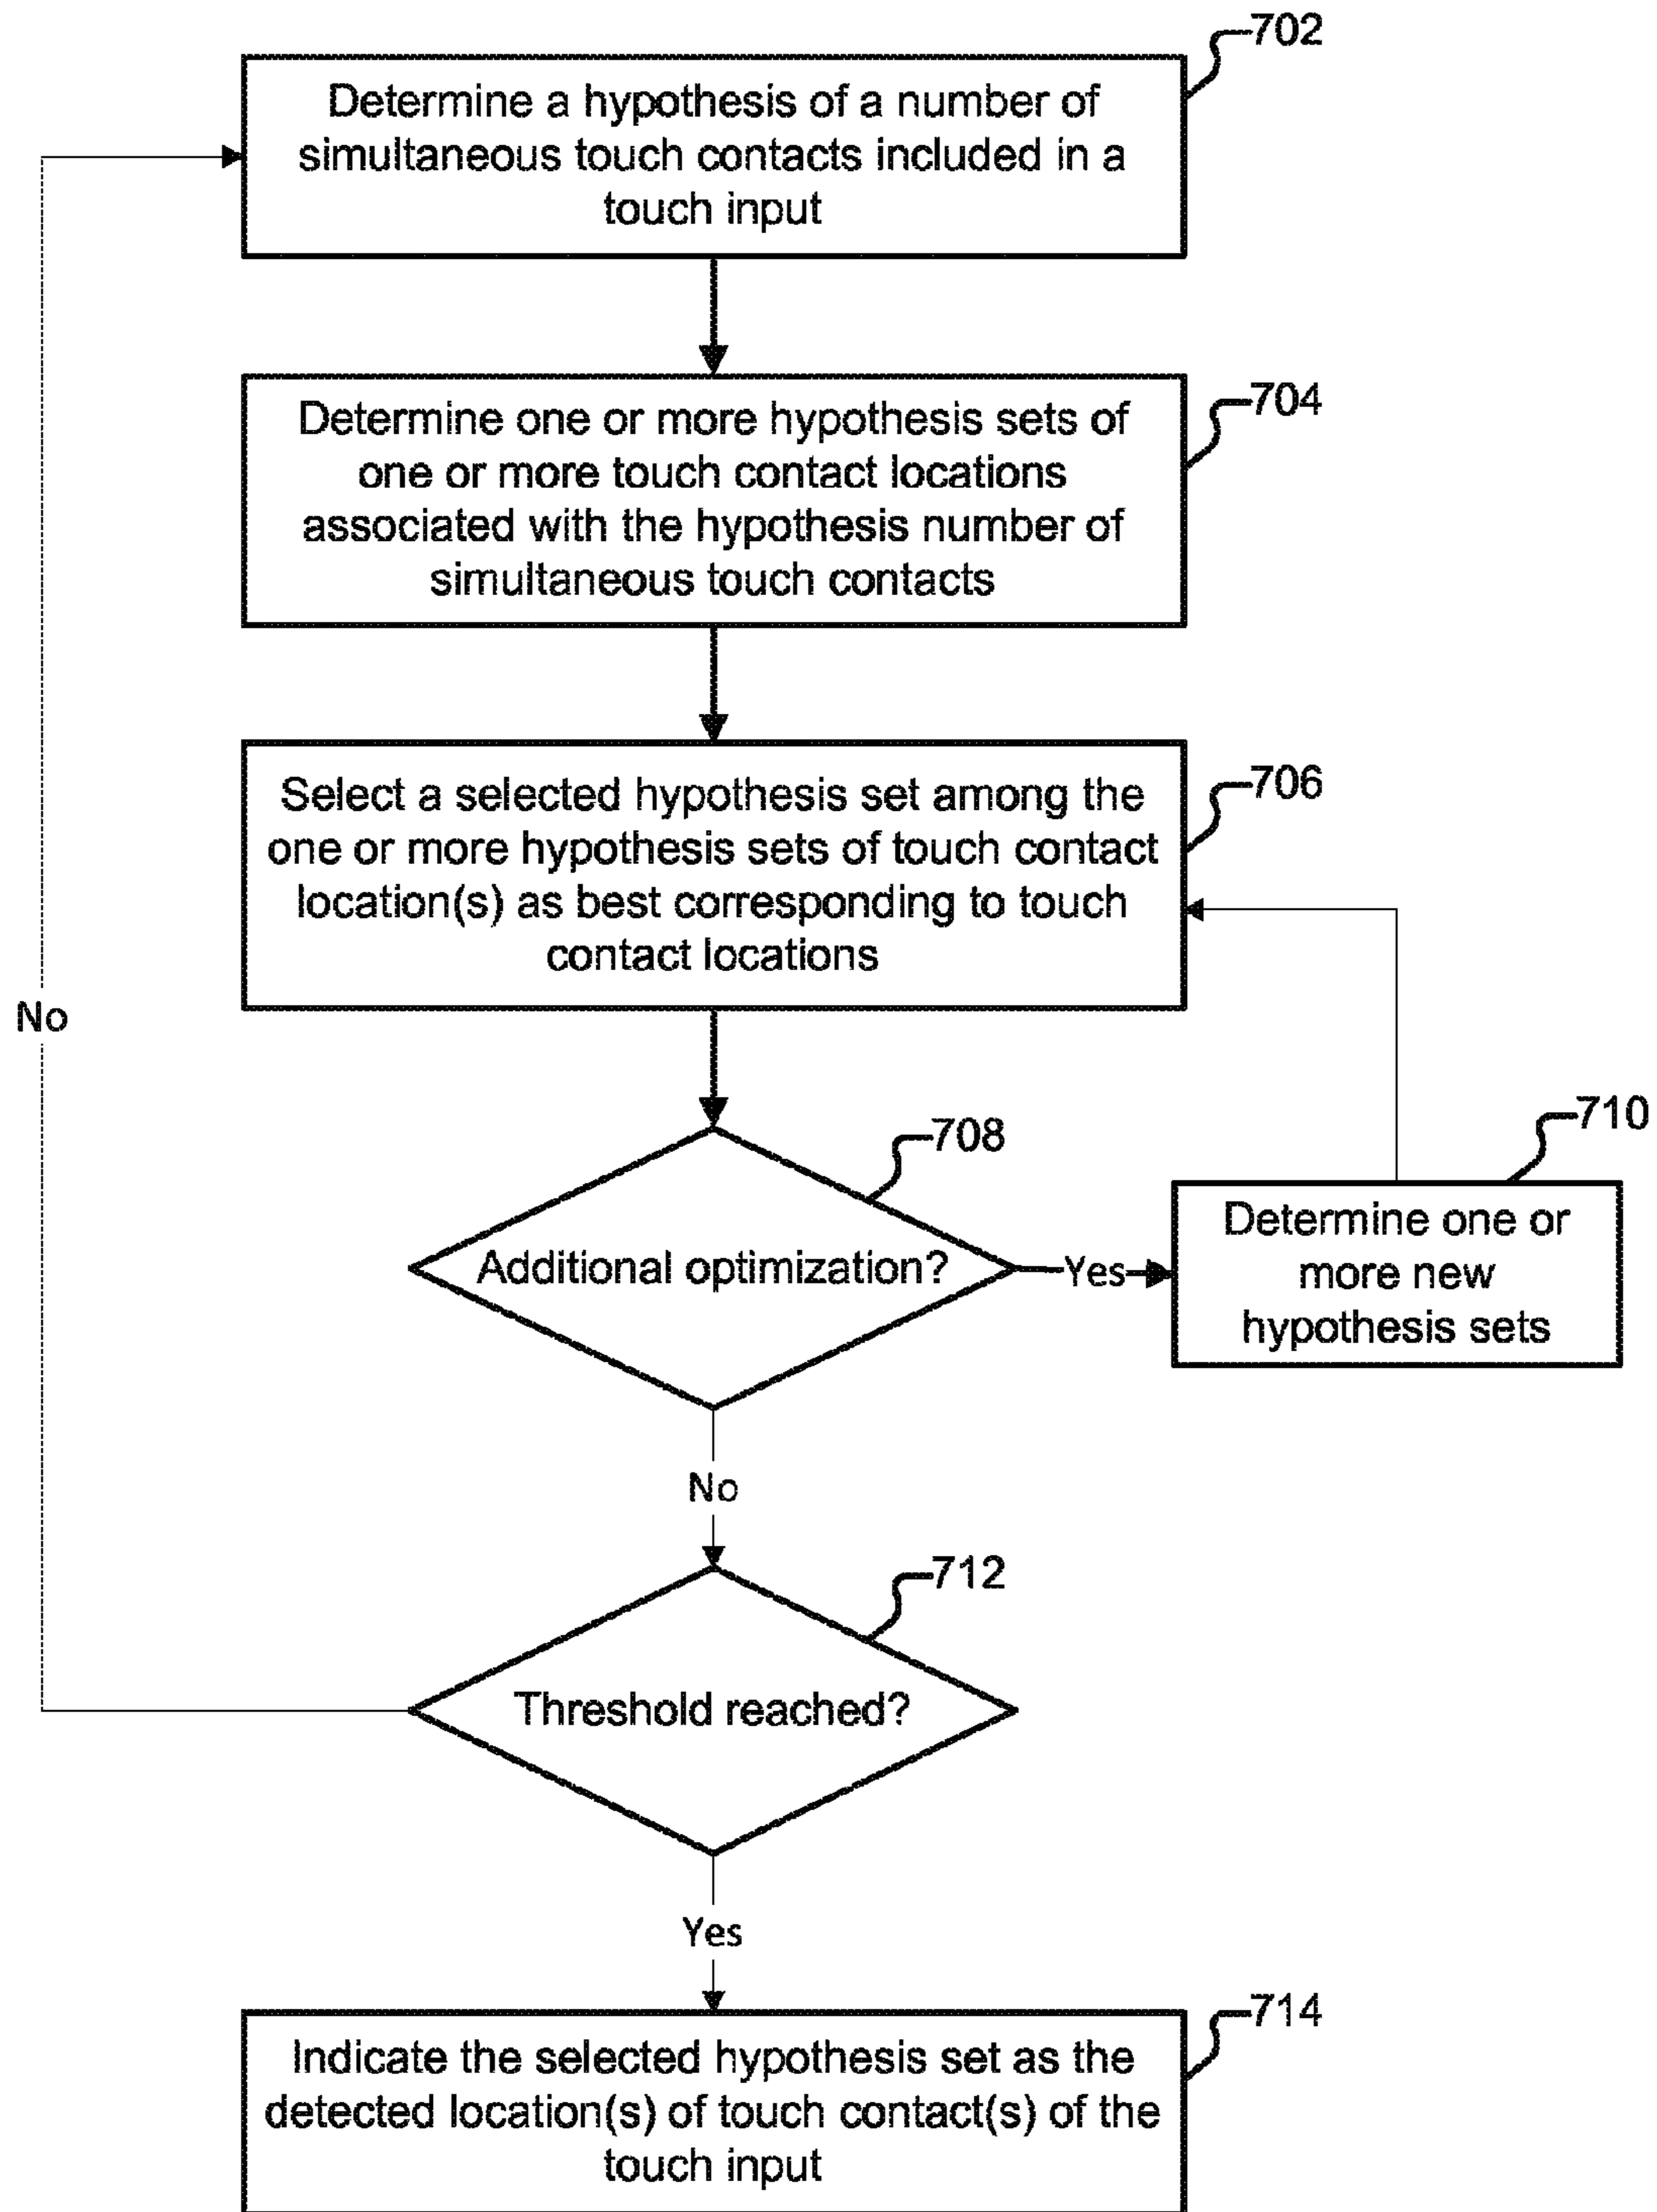 702
Determine a hypothesis of a number of
simultaneous touch contacts included in a
touch input
704
Determine one or more hypothesis sets of
one or more touch contact locations
associated with the hypothesis number of
simultaneous touch contacts
706
Select a selected hypothesis set among the
one or more hypothesis sets of touch contact
location(s) as best corresponding to touch
contact locations
No
708
Additional optimization?
Yes
710
Determine one or
more new
hypothesis sets
No
712
Threshold reached?
Yes
714
Indicate the selected hypothesis set as the
detected location(s) of touch contact(s) of the
touch input